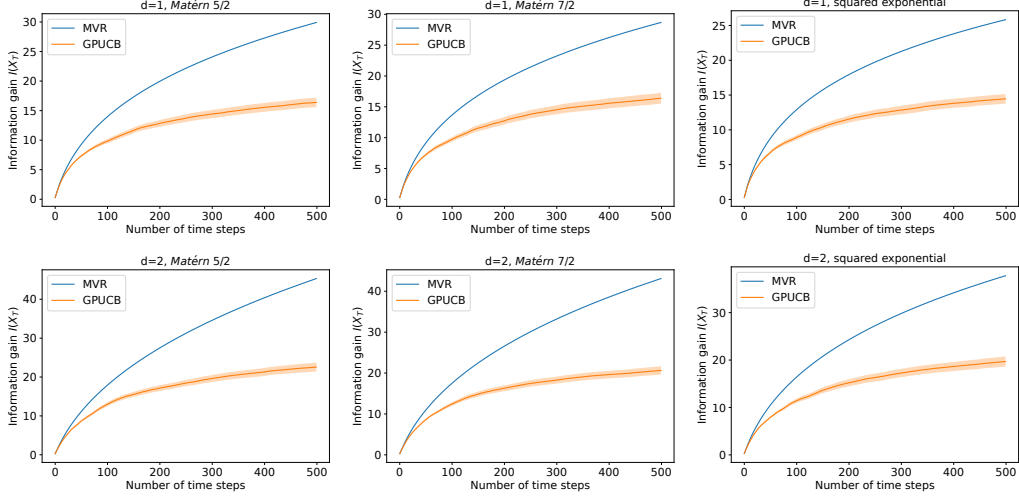 d=1, Matérn 5/2
MVR
GPUCB
Information gain I(X_T)
30
25
20
15
10
5
0
0 100 200 300 400 500
Number of time steps
d=1, Matérn 7/2
MVR
GPUCB
Information gain I(X_T)
30
25
20
15
10
5
0
0 100 200 300 400 500
Number of time steps
d=1, squared exponential
MVR
GPUCB
Information gain I(X_T)
25
20
15
10
5
0
0 100 200 300 400 500
Number of time steps
d=2, Matérn 5/2
MVR
GPUCB
Information gain I(X_T)
40
30
20
10
0
0 100 200 300 400 500
Number of time steps
d=2, Matérn 7/2
MVR
GPUCB
Information gain I(X_T)
40
30
20
10
0
0 100 200 300 400 500
Number of time steps
d=2, squared exponential
MVR
GPUCB
Information gain I(X_T)
30
20
10
0
0 100 200 300 400 500
Number of time steps